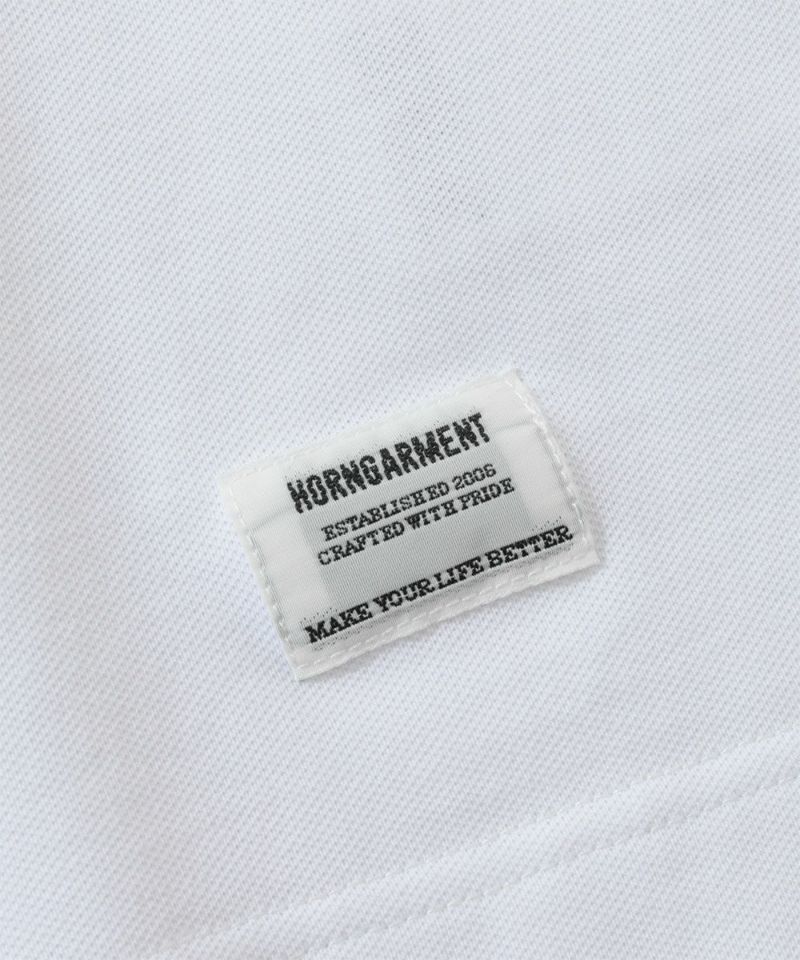 HORNGARMENT
ESTABLISHED 2006
CRAFTED WITH PRIDE
MAKE YOUR LIFE BETTER